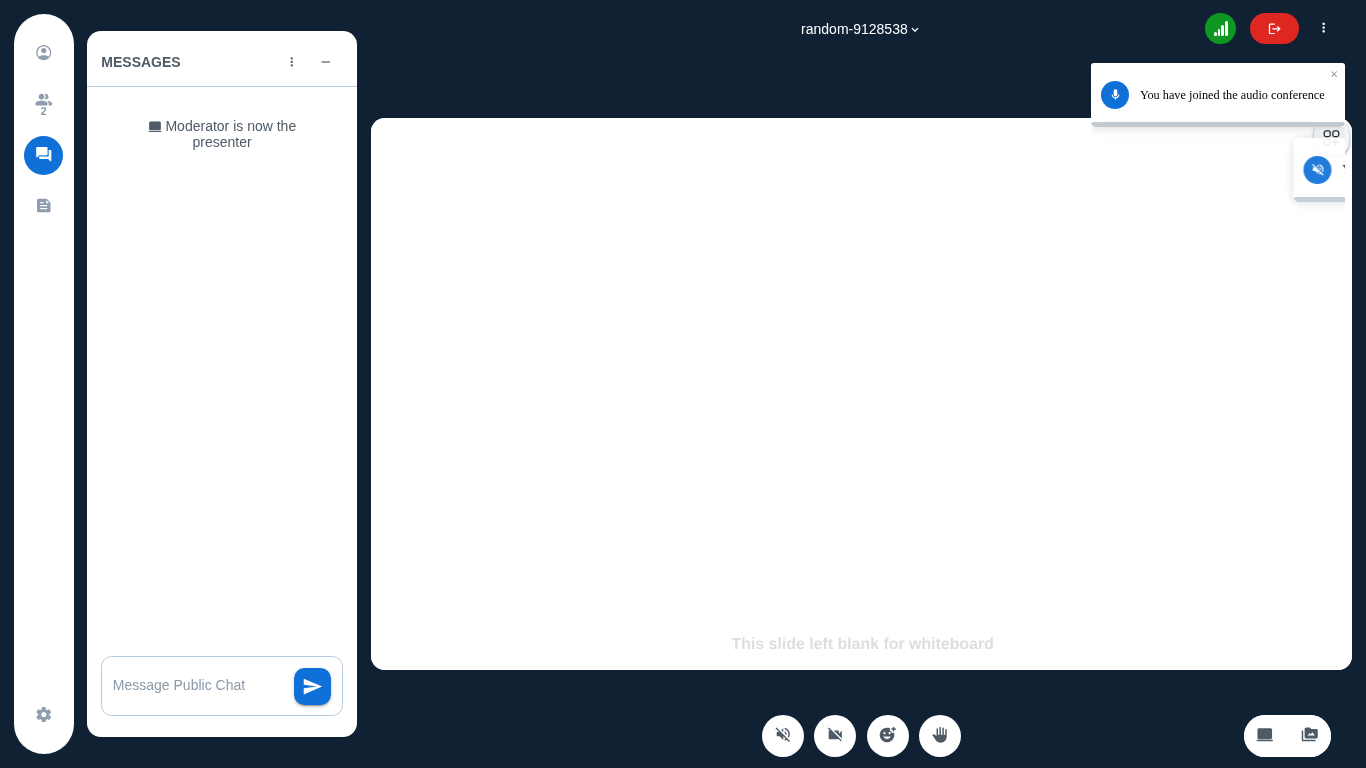 random-9128538
MESSAGES
You have joined the audio conference
2
Moderator is now the
presenter
This slide left blank for whiteboard
Message Public Chat